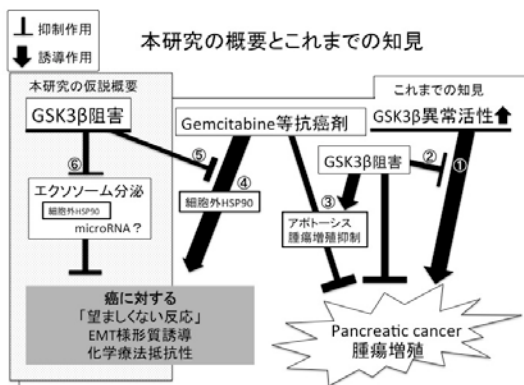 抑制作用
誘導作用
本研究の概要とこれまでの知見
本研究の仮説概要
GSK3β阻害
⑥
エクソソーム分泌
細胞外HSP90
microRNA？
癌に対する
「望ましくない反応」
EMT様形質誘導
化学療法抵抗性
Gemcitabine等抗癌剤
⑤
④
細胞外HSP90
これまでの知見
GSK3β異常活性
GSK3β阻害
②
①
③
アポトーシス
腫瘍増殖抑制
Pancreatic cancer
腫瘍増殖